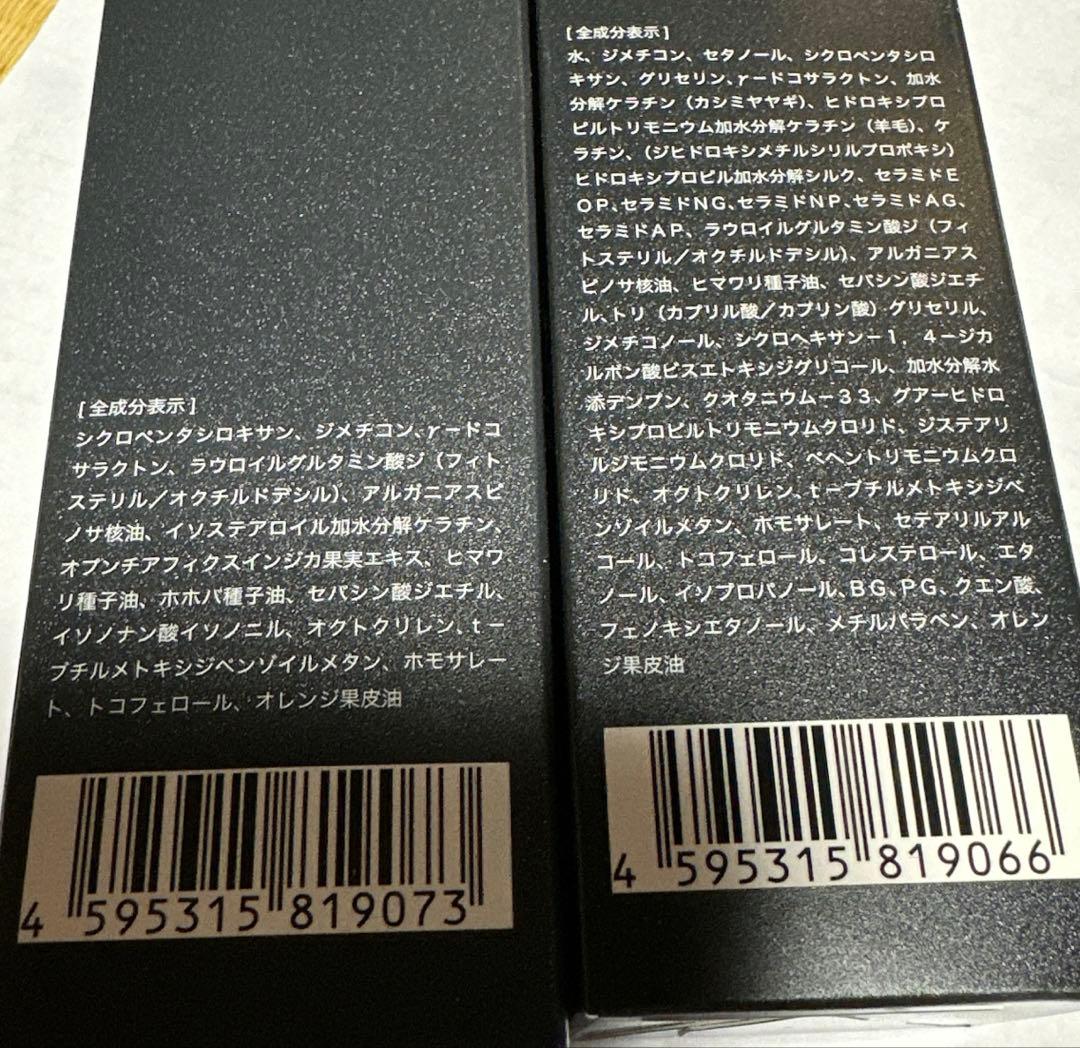 [全成分表示]
シクロペンタシロキサン、ジメチコン、γードコ
サラクトン、ラウロイルグルタミン酸ジ（フィト
ステリル／オクチルドデシル）、アルガニアスピ
ノサ核油、イソステアロイル加水分解ケラチン、
オプンチアフィクスインジカ果実エキス、ヒマワ
リ種子油、ホホバ種子油、セバシン酸ジエチル、
イソノナン酸イソノニル、オクトクリレン、tー
ブチルメトキシジベンゾイルメタン、ホモサレー
ト、トコフェロール、オレンジ果皮油
4 595315 819073
[全成分表示]
水、ジメチコン、セタノール、シクロペンタシロ
キサン、グリセリン、γードコサラクトン、加水
分解ケラチン（カシミヤヤギ）、ヒドロキシプロ
ピルトリモニウム加水分解ケラチン（羊毛）、ケ
ラチン、（ジヒドロキシメチルシリルプロポキシ）
ヒドロキシプロピル加水分解シルク、セラミドE
OP、セラミドNG、セラミドNP、セラミドAG、
セラミドAP、ラウロイルグルタミン酸ジ（フィ
トステリル／オクチルドデシル）、アルガニアス
ピノサ核油、ヒマワリ種子油、セバシン酸ジエチ
ル、トリ（カプリル酸／カプリン酸）グリセリル、
ジメチコノール、シクロヘキサンー1，4ージカ
ルボン酸ビスエトキシジグリコール、加水分解水
添デンプン、クオタニウムー33、グアーヒドロ
キシプロピルトリモニウムクロリド、ジステアリ
ルジモニウムクロリド、ベヘントリモニウムクロ
リド、オクトクリレン、tーブチルメトキシジベ
ンゾイルメタン、ホモサレート、セテアリルアル
コール、トコフェロール、コレステロール、エタ
ノール、イソプロパノール、BG、PG、クエン酸、
フェノキシエタノール、メチルパラベン、オレン
ジ果皮油
4 595315 819066